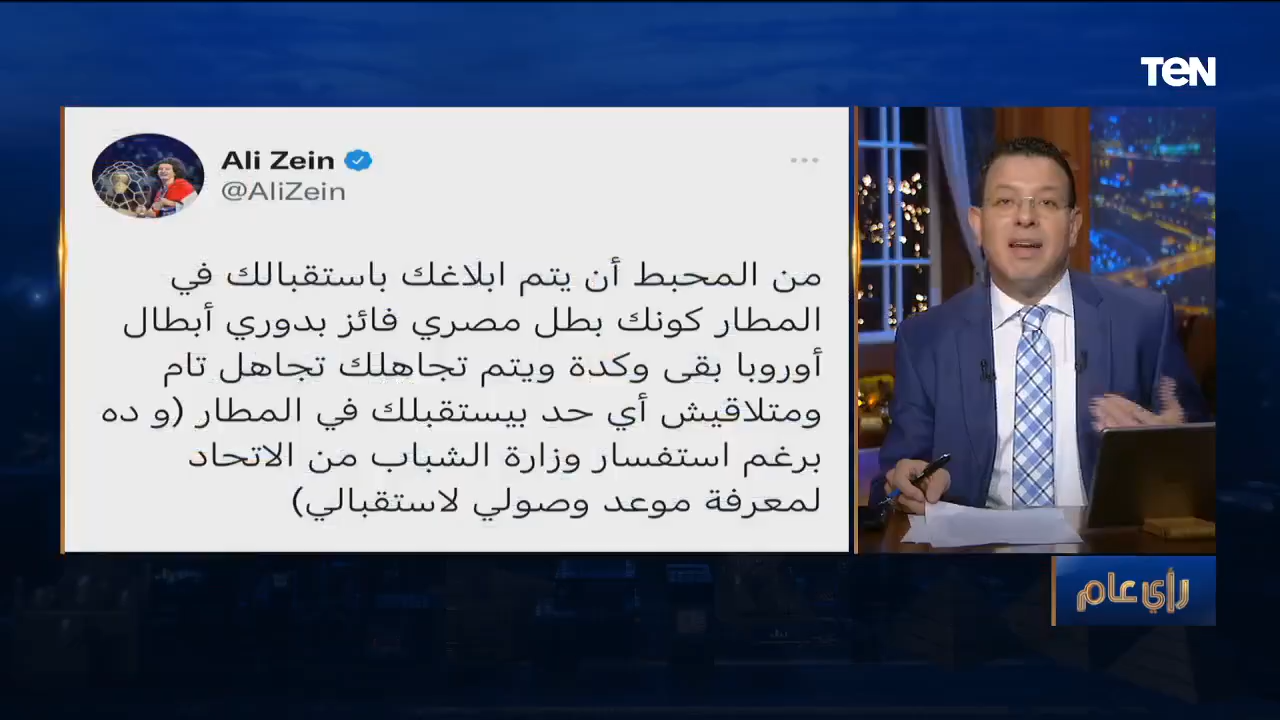 TEN
Ali Zein
@AliZein
من المحبط أن يتم ابلاغك باستقبالك في
المطار كونك بطل مصري فائز بدوري أبطال
أوروبا بقى وكدة ويتم تجاهلك تجاهل تام
ومتلاقيش أي حد بيستقبلك في المطار (و ده
برغم استفسار وزارة الشباب من الاتحاد
لمعرفة موعد وصولي لاستقبالي)
رأي عام